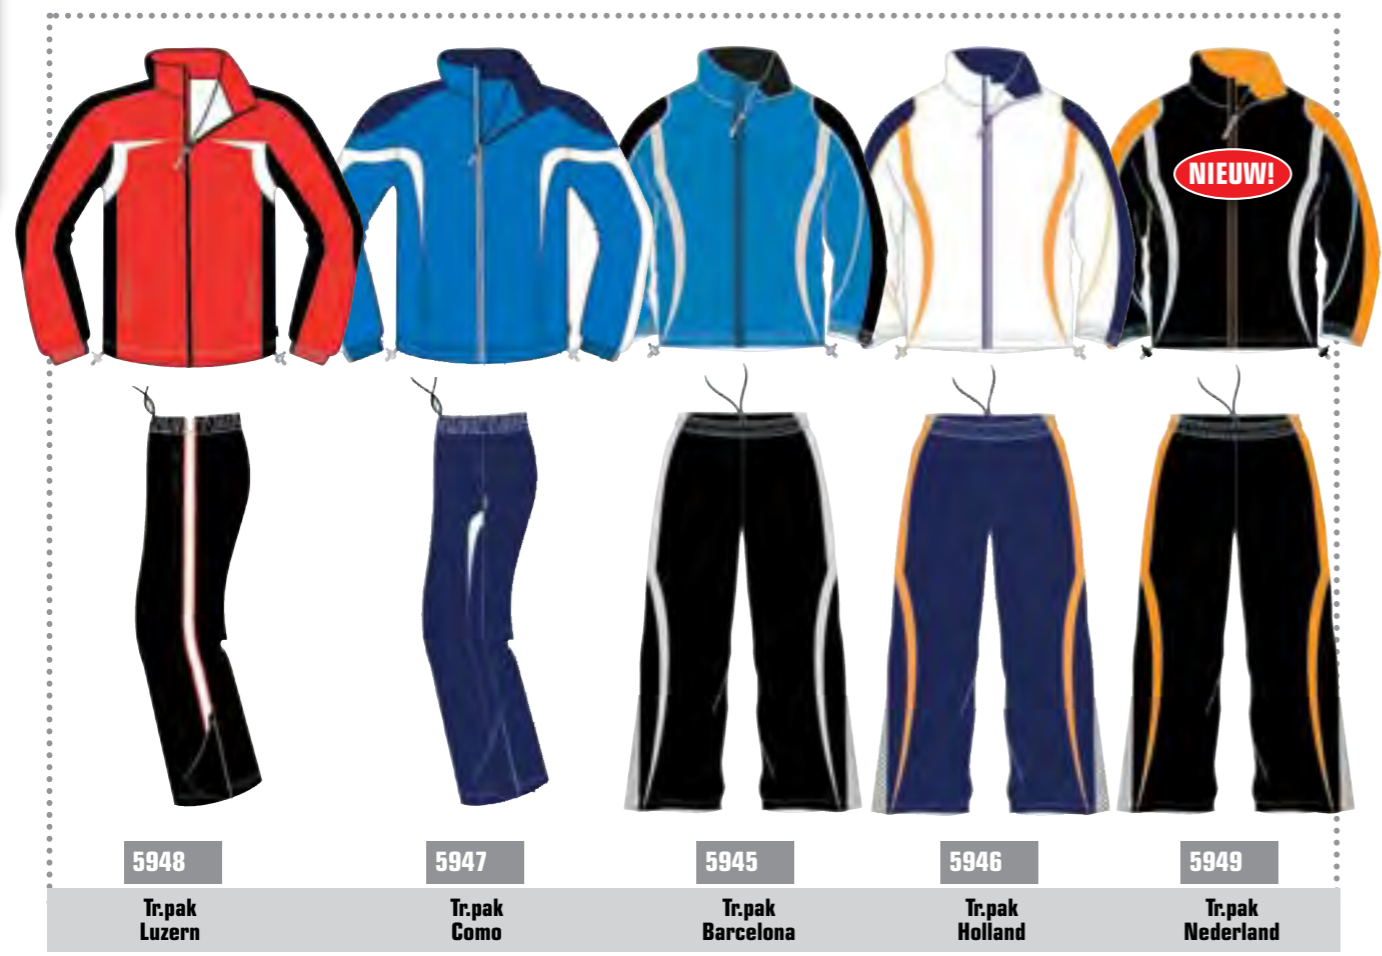 NIEUW!
5948
5947
5945
5946
5949
Tr.pak
Luzern
Tr.pak
Como
Tr.pak
Barcelona
Tr.pak
Holland
Tr.pak
Nederland